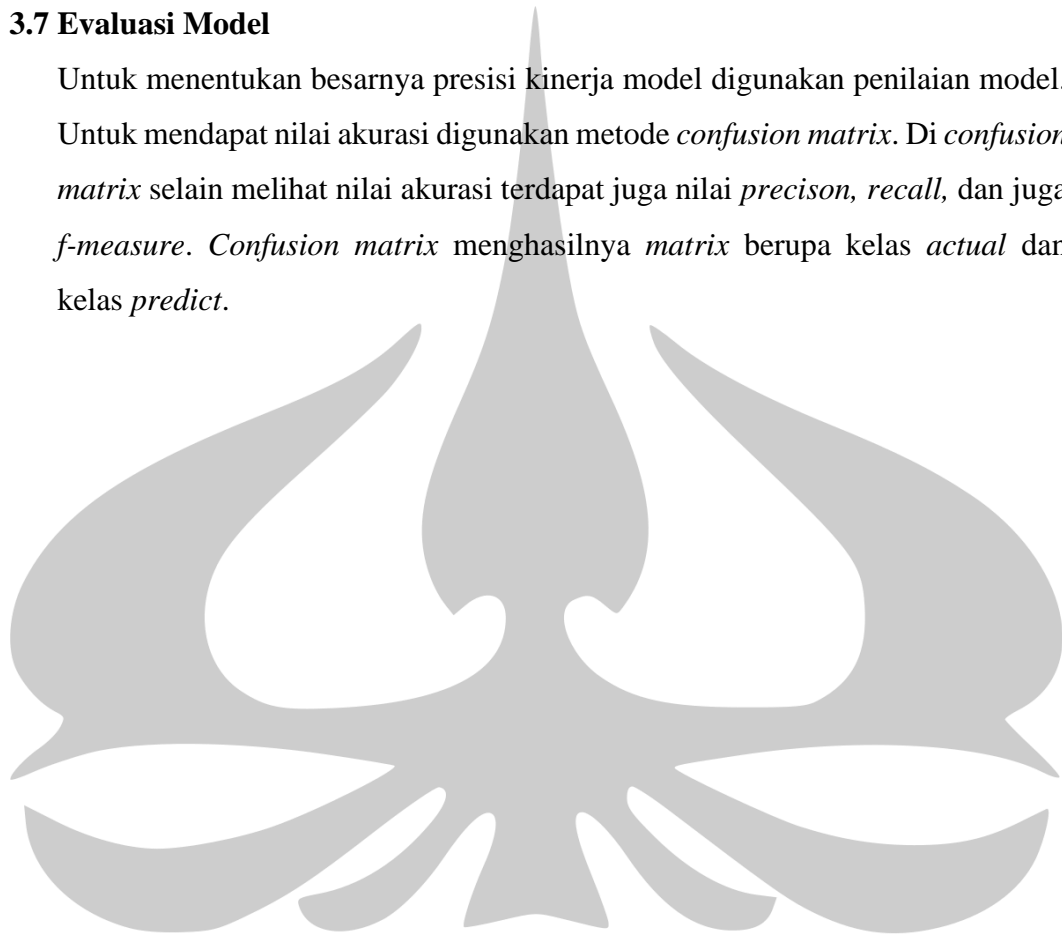 3.7 Evaluasi Model
Untuk menentukan besarnya presisi kinerja model digunakan penilaian model.
Untuk mendapat nilai akurasi digunakan metode confusion matrix. Di confusion
matrix selain melihat nilai akurasi terdapat juga nilai precison, recall, dan juga
f-measure. Confusion matrix menghasilnya matrix berupa kelas actual dan
kelas predict.